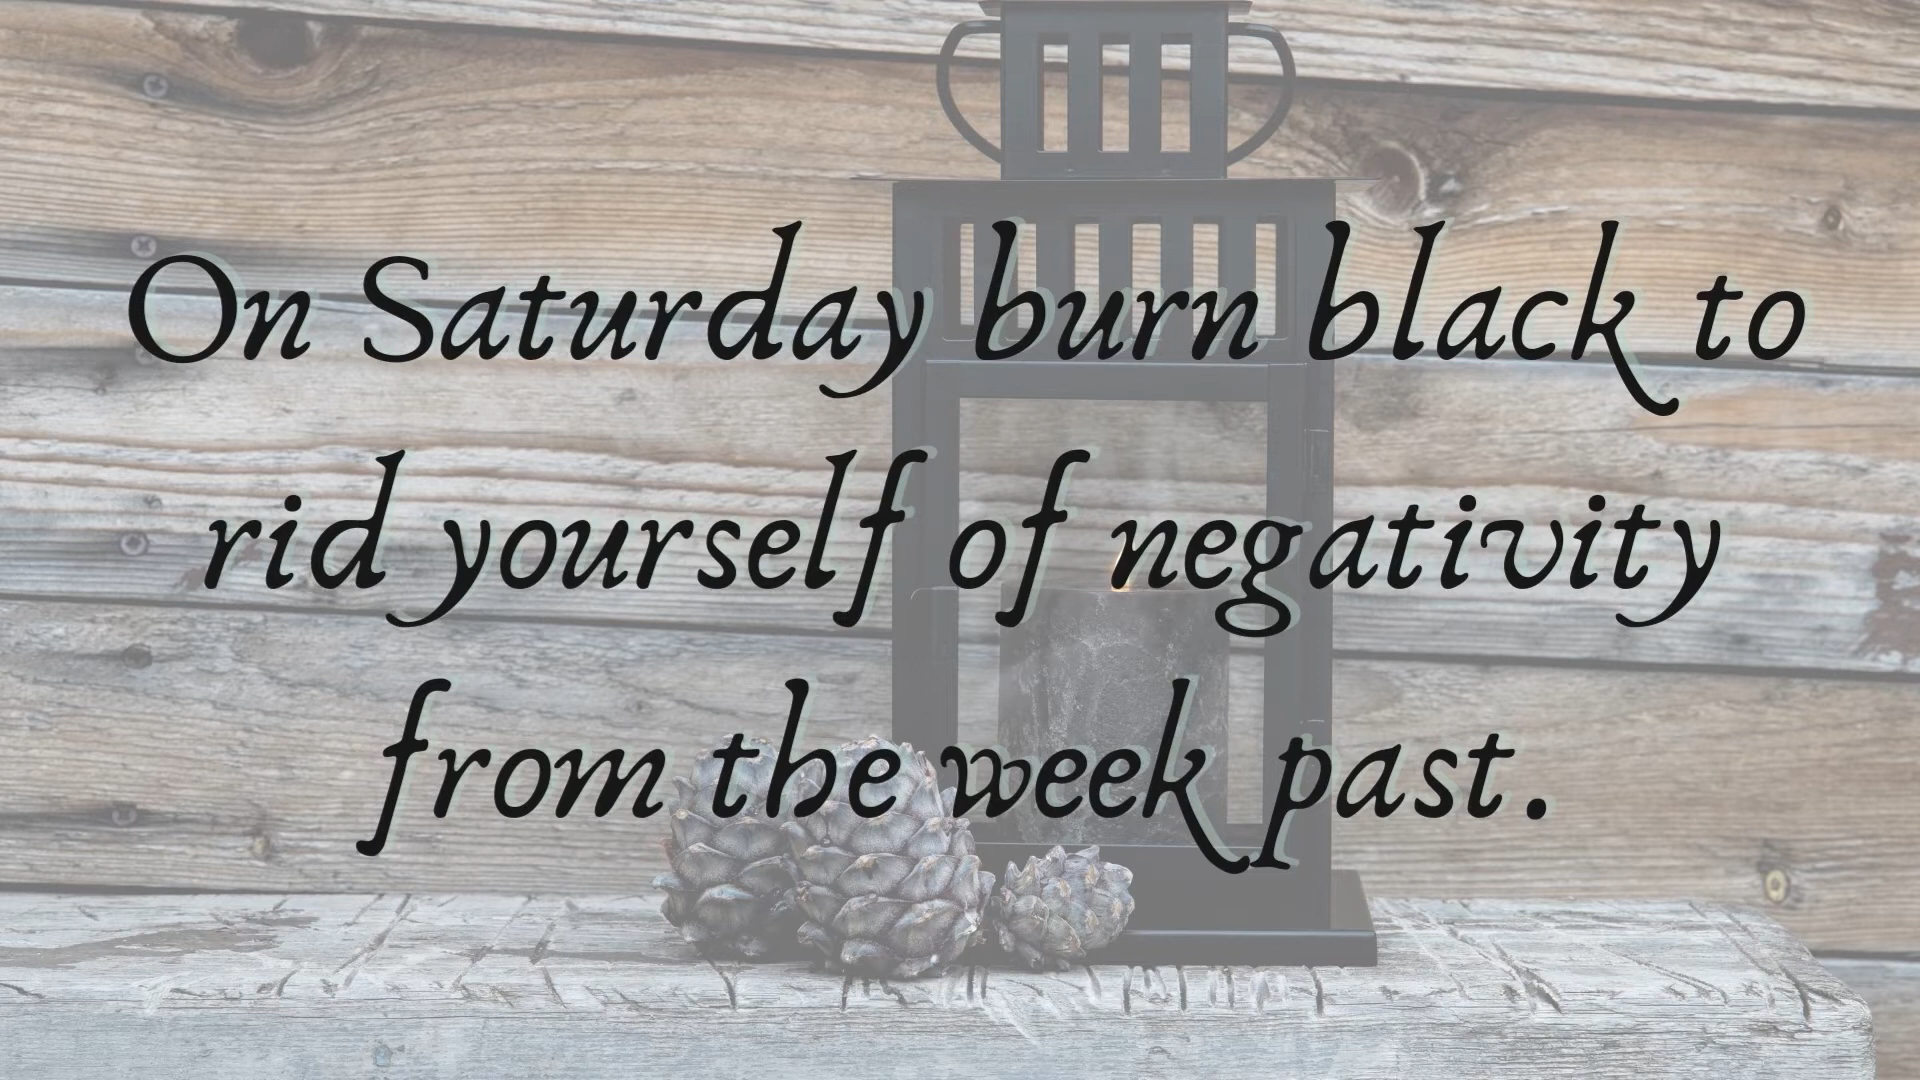 On Saturday burn black to
rid yourself of negativity
from the week past.